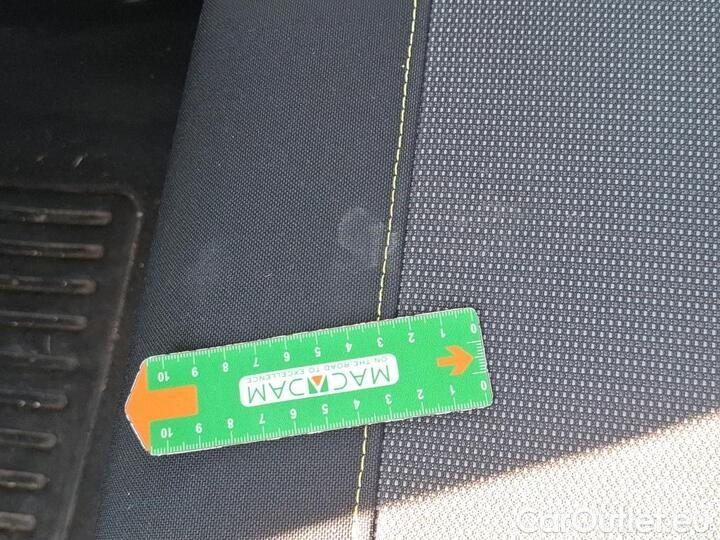 0 1 2 3 4 5 6 7 8 9 10
MACADAM
ON THE ROAD TO EXCELLENCE
0 1 2 3 4 5 6 7 8 9 10
CarOutlet.eu